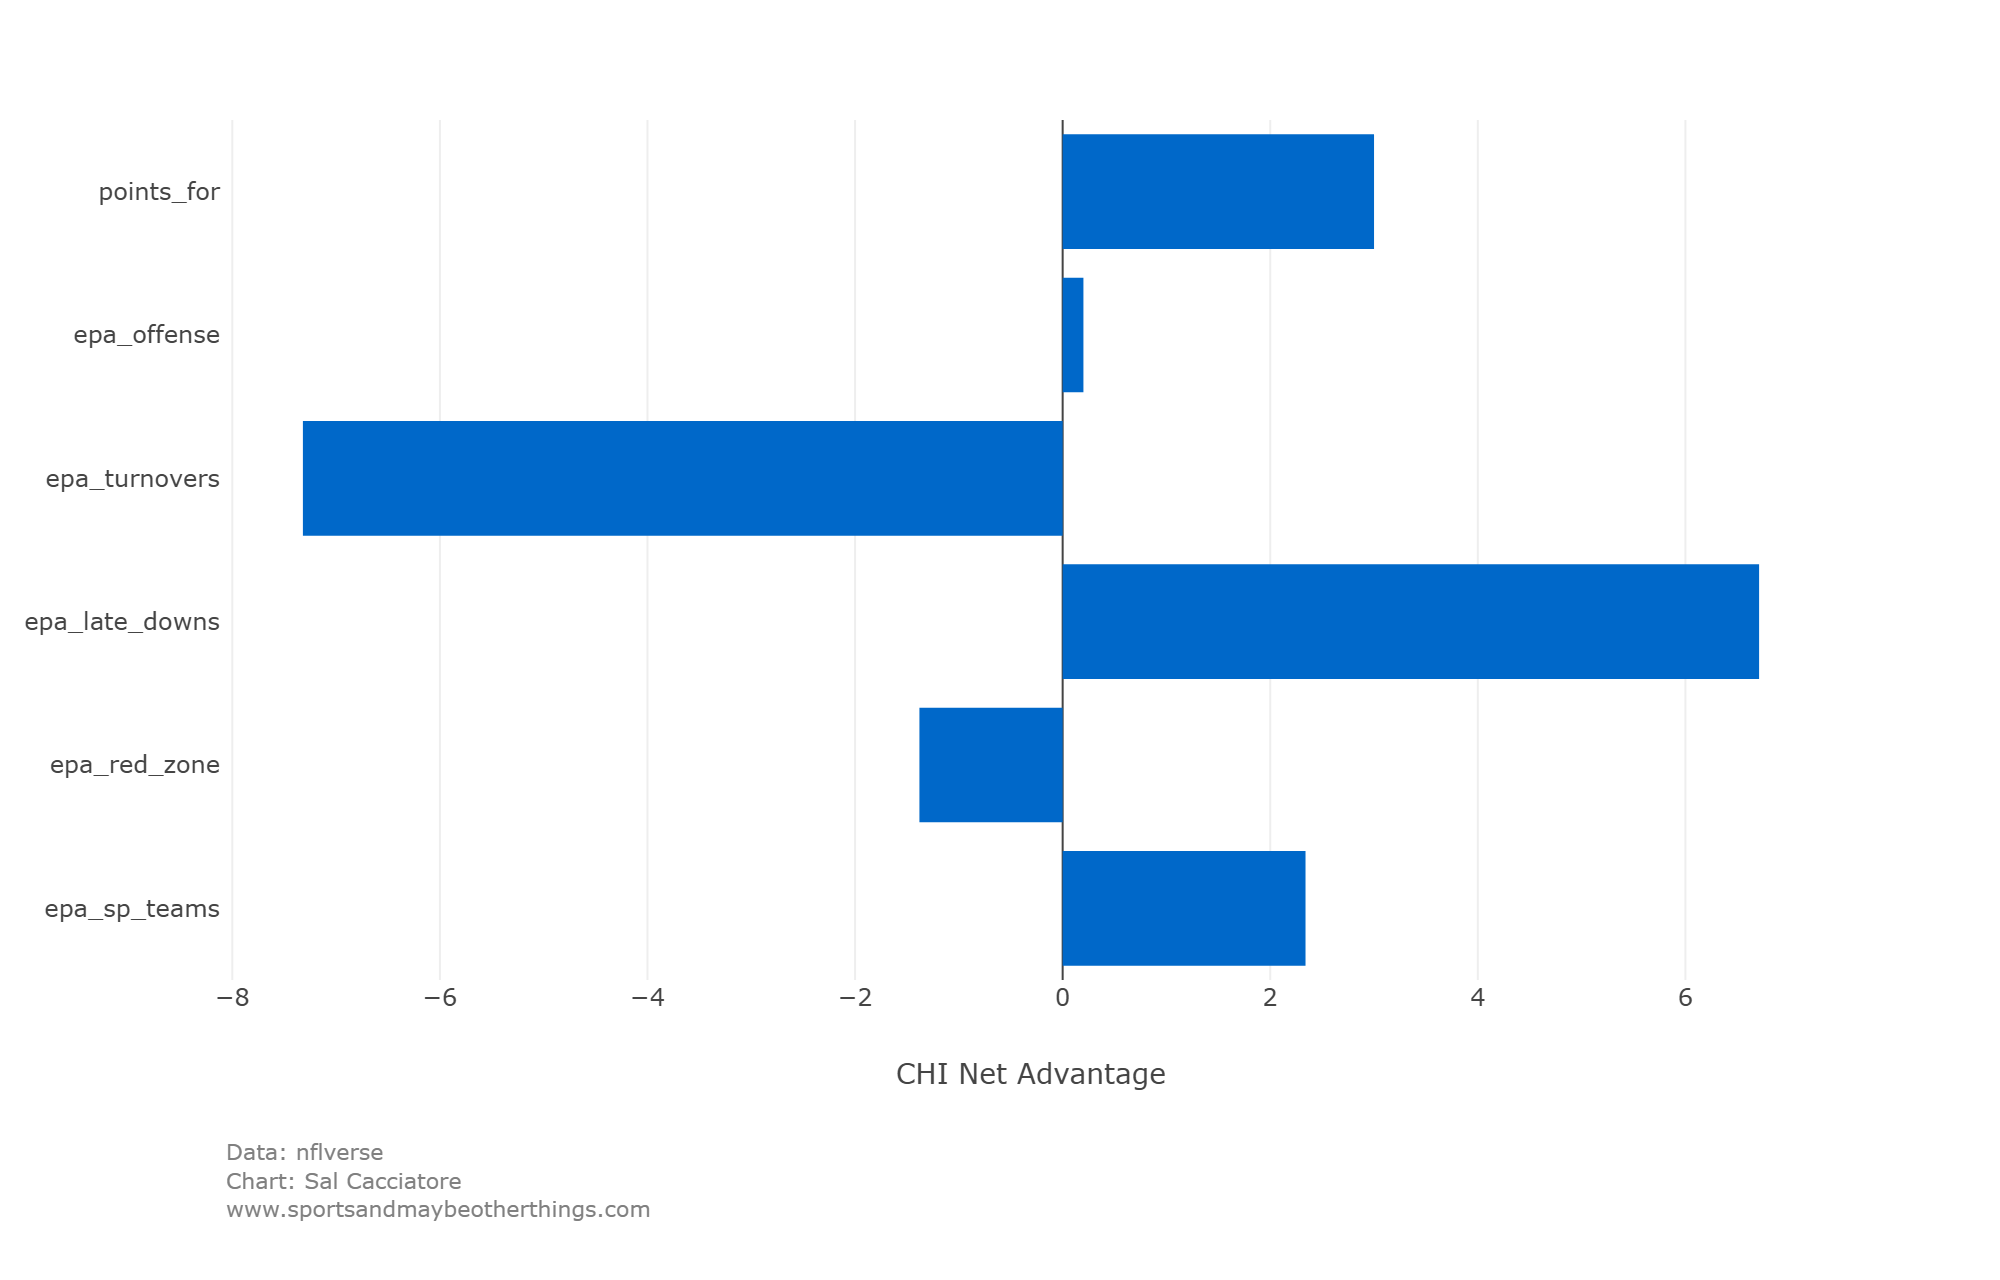 points_for
epa_offense
epa_turnovers
epa_late_downs
epa_red_zone
epa_sp_teams
−8 −6 −4 −2 0 2 4 6
CHI Net Advantage
Data: nflverse
Chart: Sal Cacciatore
www.sportsandmaybeotherthings.com